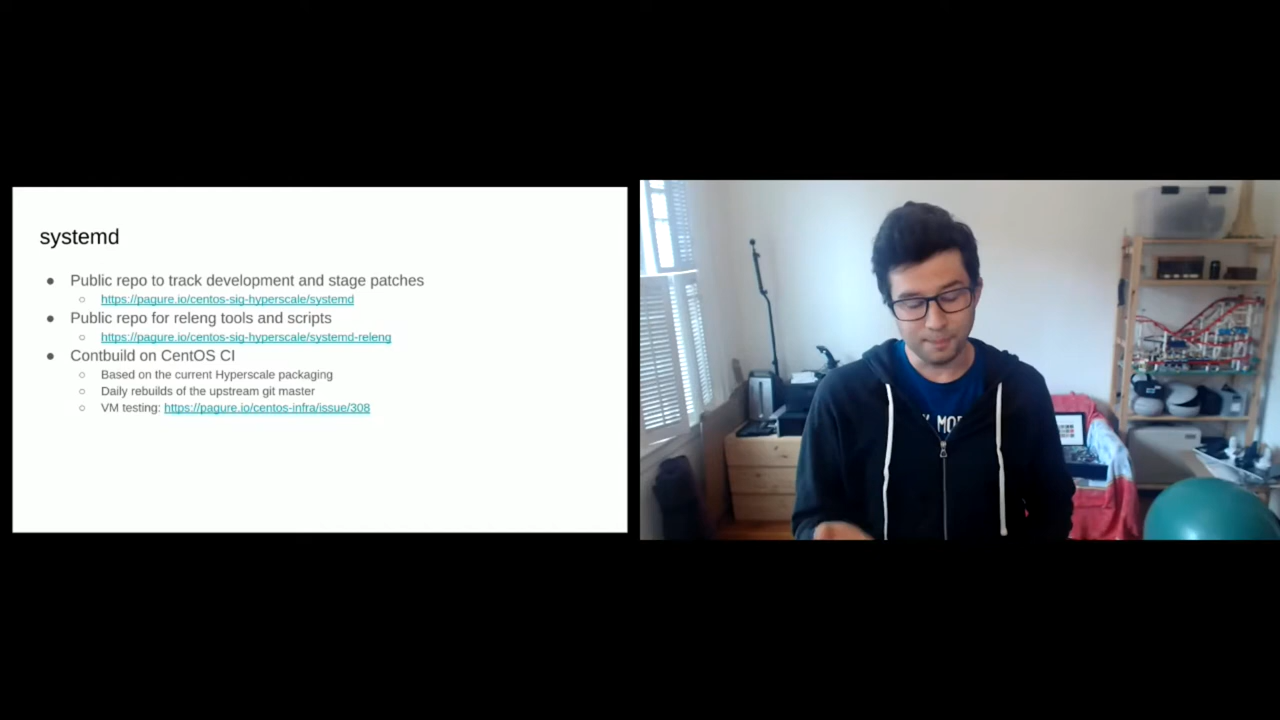 systemd
● Public repo to track development and stage patches
○ https://pagure.io/centos-sig-hyperscale/systemd
● Public repo for releng tools and scripts
○ https://pagure.io/centos-sig-hyperscale/systemd-releng
● Contbuild on CentOS CI
○ Based on the current Hyperscale packaging
○ Daily rebuilds of the upstream git master
○ VM testing: https://pagure.io/centos-infra/issue/308